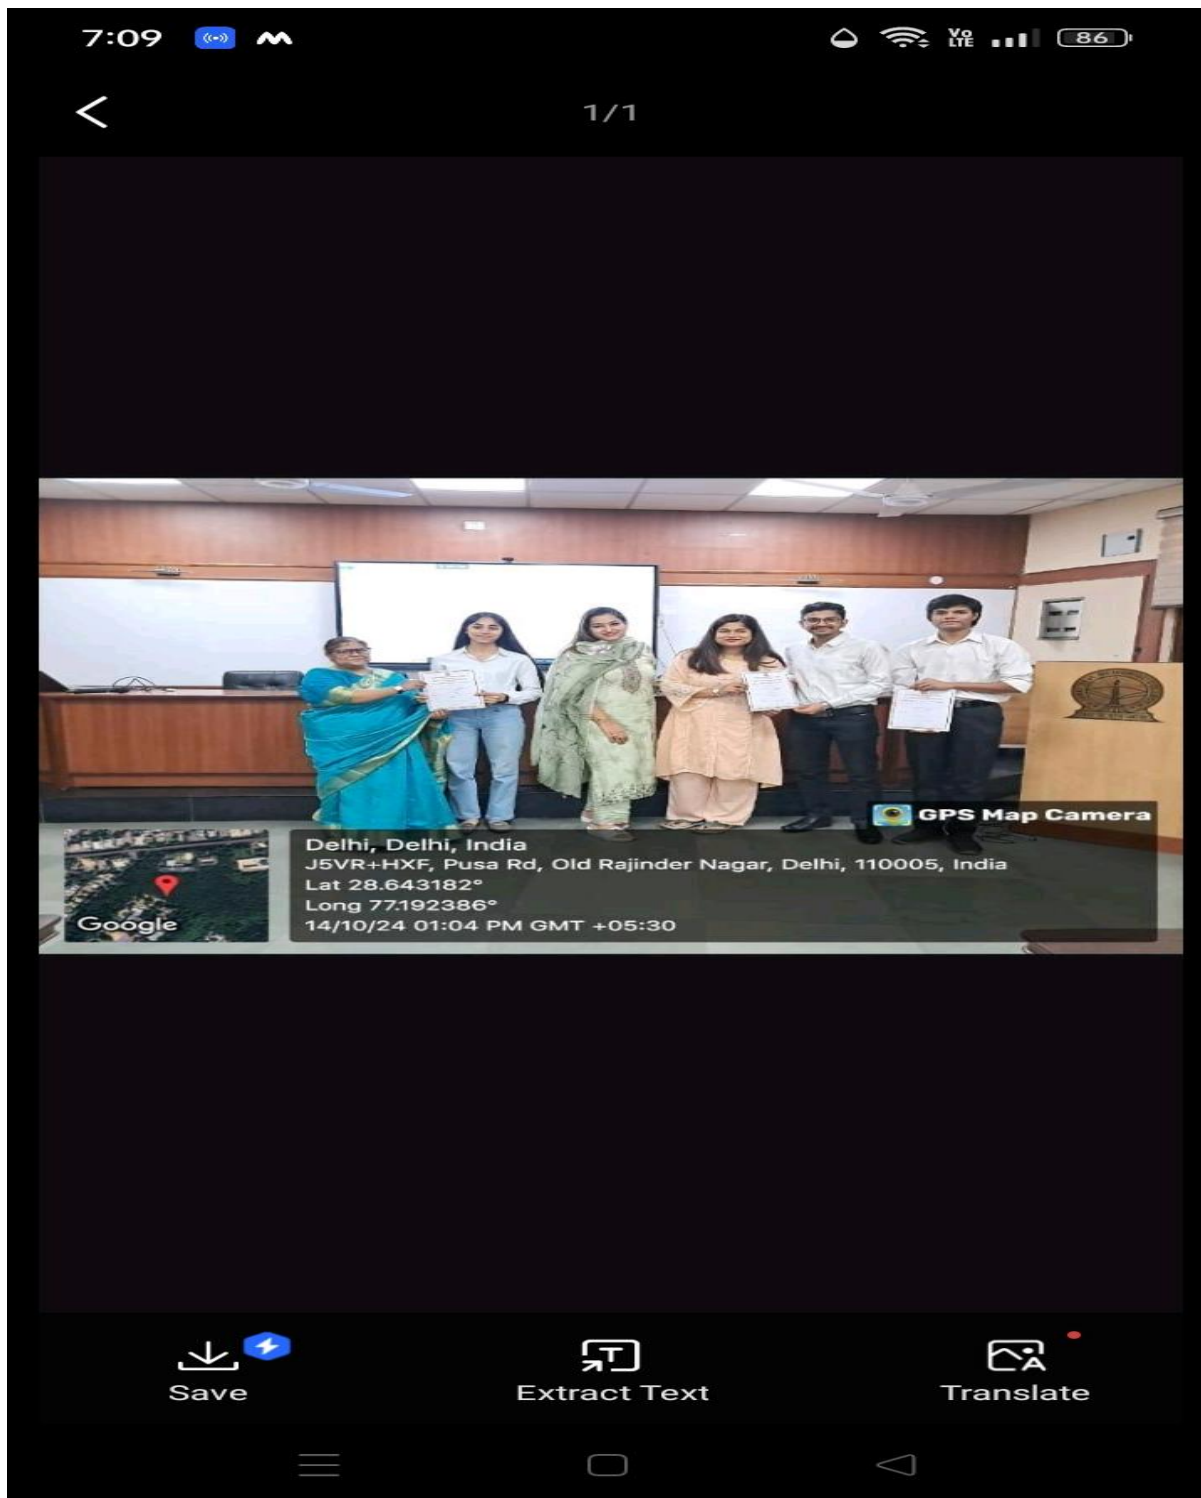 7:09
Vo LTE
86
1/1
GPS Map Camera
Delhi, Delhi, India
J5VR+HXF, Pusa Rd, Old Rajinder Nagar, Delhi, 110005, India
Lat 28.643182°
Long 77.192386°
14/10/24 01:04 PM GMT +05:30
Google
Save
Extract Text
Translate